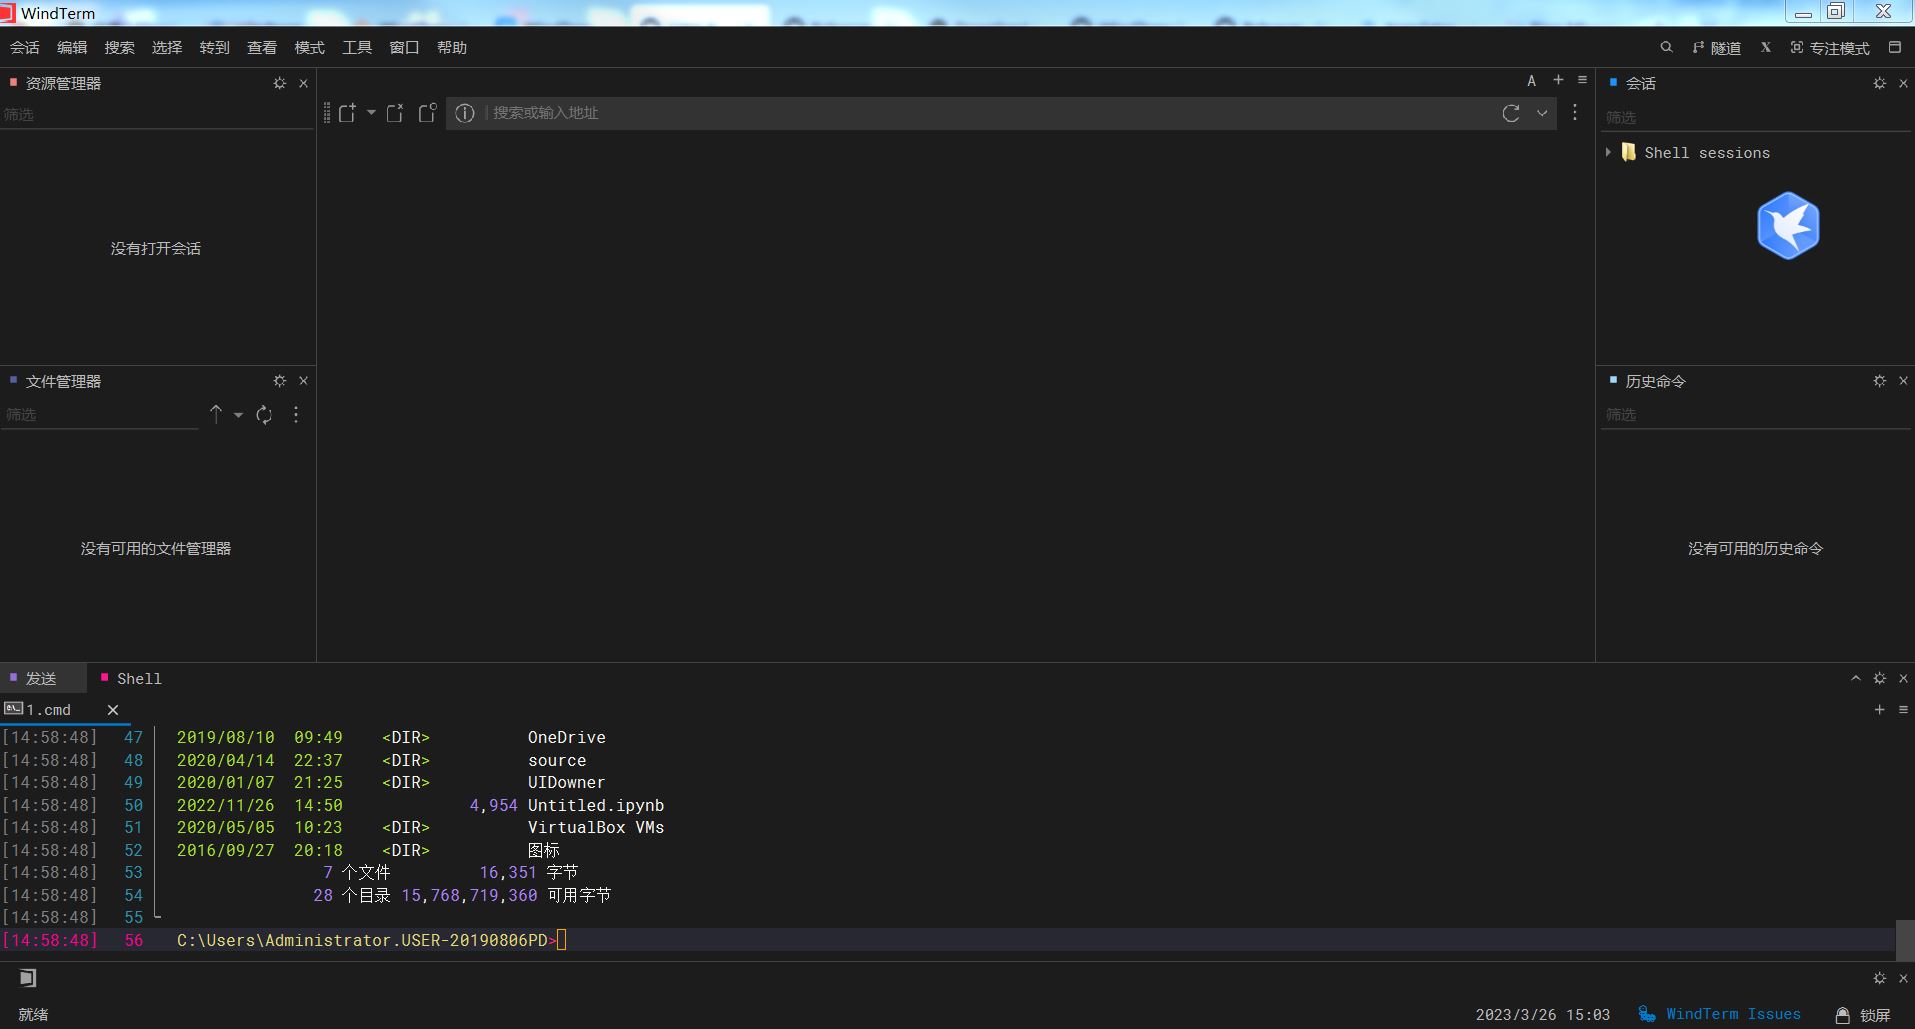 WindTerm
会话 编辑 搜索 选择 转到 查看 模式 工具 窗口 帮助 隧道 X 专注模式
资源管理器
筛选
没有打开会话
文件管理器
筛选
没有可用的文件管理器
A
搜索或输入地址
会话
筛选
Shell sessions
历史命令
筛选
没有可用的历史命令
发送 Shell
1.cmd
[14:58:48] 47 2019/08/10 09:49 <DIR> OneDrive
[14:58:48] 48 2020/04/14 22:37 <DIR> source
[14:58:48] 49 2020/01/07 21:25 <DIR> UIDowner
[14:58:48] 50 2022/11/26 14:50 4,954 Untitled.ipynb
[14:58:48] 51 2020/05/05 10:23 <DIR> VirtualBox VMs
[14:58:48] 52 2016/09/27 20:18 <DIR> 图标
[14:58:48] 53 7 个文件 16,351 字节
[14:58:48] 54 28 个目录 15,768,719,360 可用字节
[14:58:48] 55
[14:58:48] 56 C:\Users\Administrator.USER-20190806PD>
就绪 2023/3/26 15:03 WindTerm Issues 锁屏